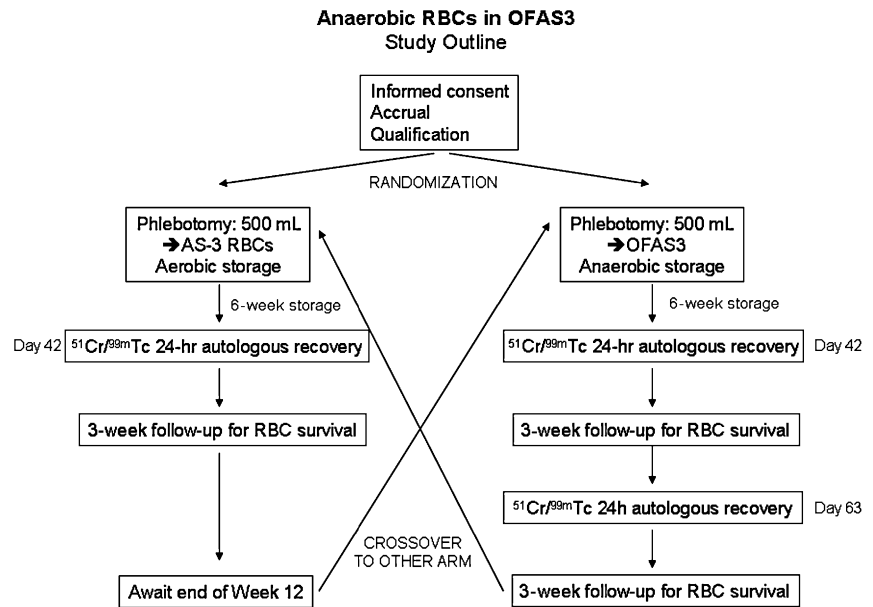 Anaerobic RBCs in OFAS3
Study Outline
Informed consent
Accrual
Qualification
RANDOMIZATION
Phlebotomy: 500 mL
➔AS-3 RBCs
Aerobic storage
6-week storage
Day 42
⁵¹Cr/⁹⁹ᵐTc 24-hr autologous recovery
3-week follow-up for RBC survival
Await end of Week 12
Phlebotomy: 500 mL
➔OFAS3
Anaerobic storage
6-week storage
⁵¹Cr/⁹⁹ᵐTc 24-hr autologous recovery
Day 42
3-week follow-up for RBC survival
⁵¹Cr/⁹⁹ᵐTc 24h autologous recovery
Day 63
3-week follow-up for RBC survival
CROSSOVER
TO OTHER ARM